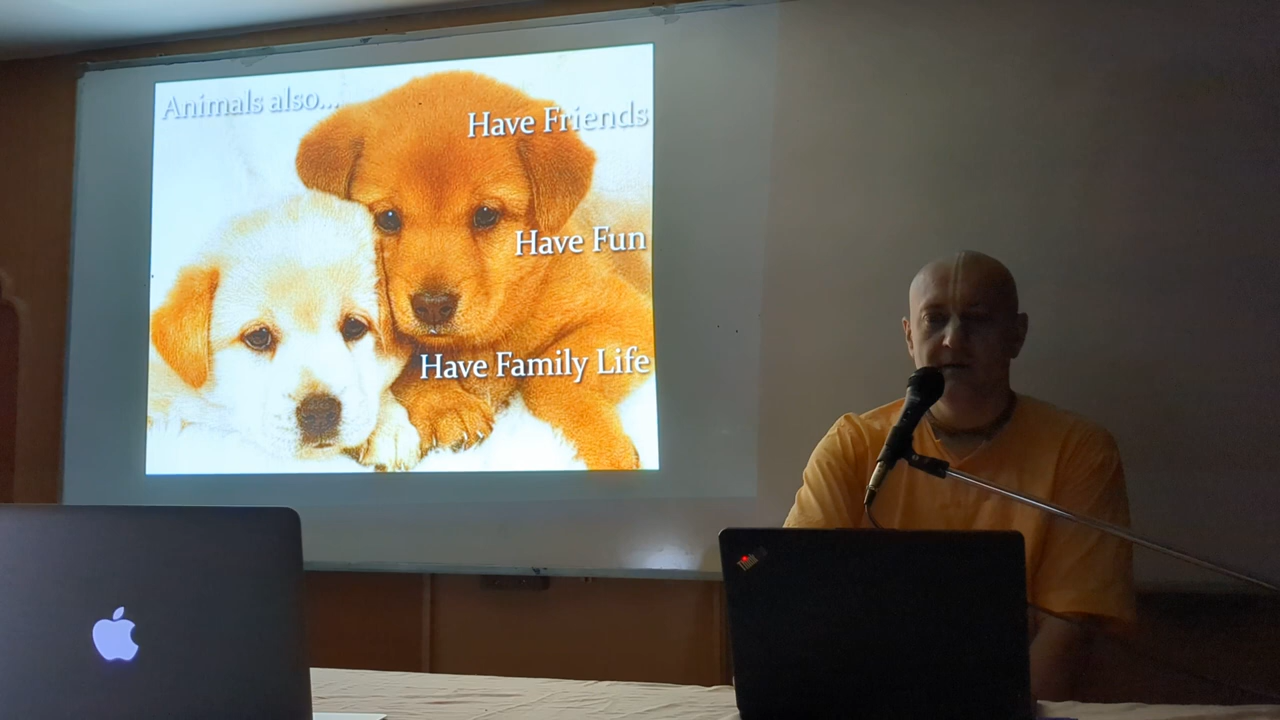 Animals also...
Have Friends
Have Fun
Have Family Life